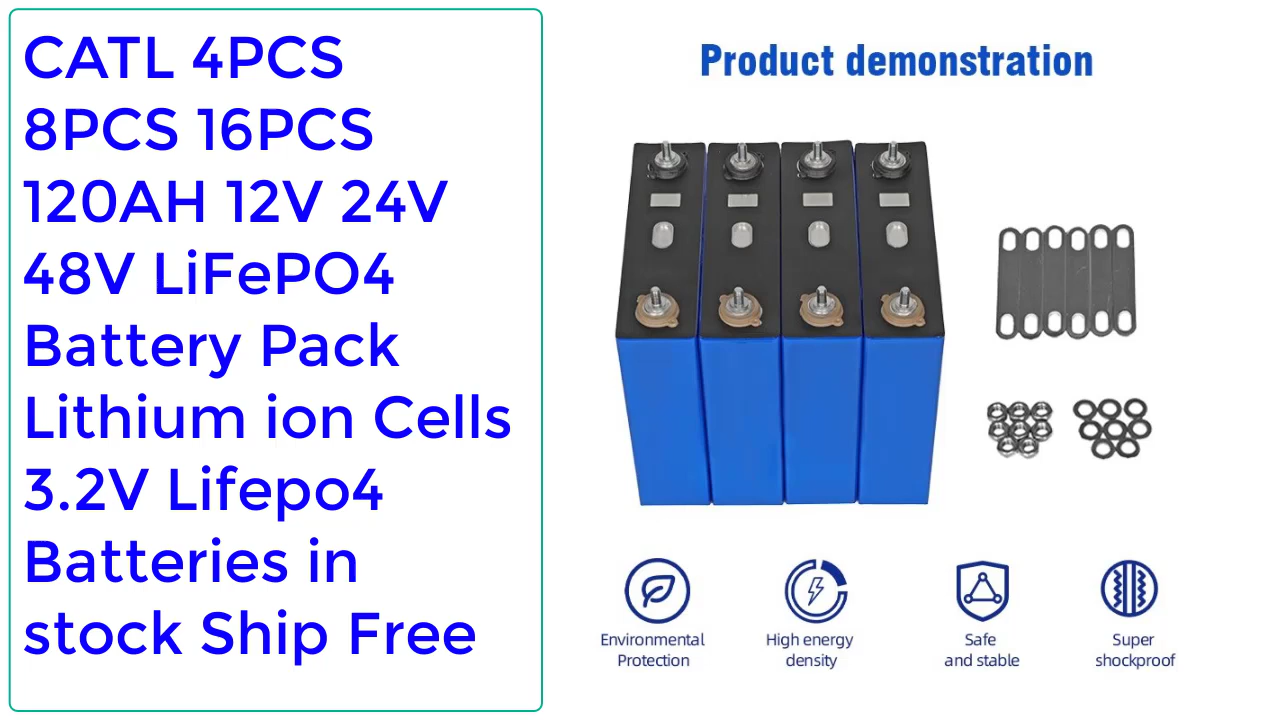 CATL 4PCS
8PCS 16PCS
120AH 12V 24V
48V LiFePO4
Battery Pack
Lithium ion Cells
3.2V Lifepo4
Batteries in
stock Ship Free
Product demonstration
Environmental
Protection
High energy
density
Safe
and stable
Super
shockproof